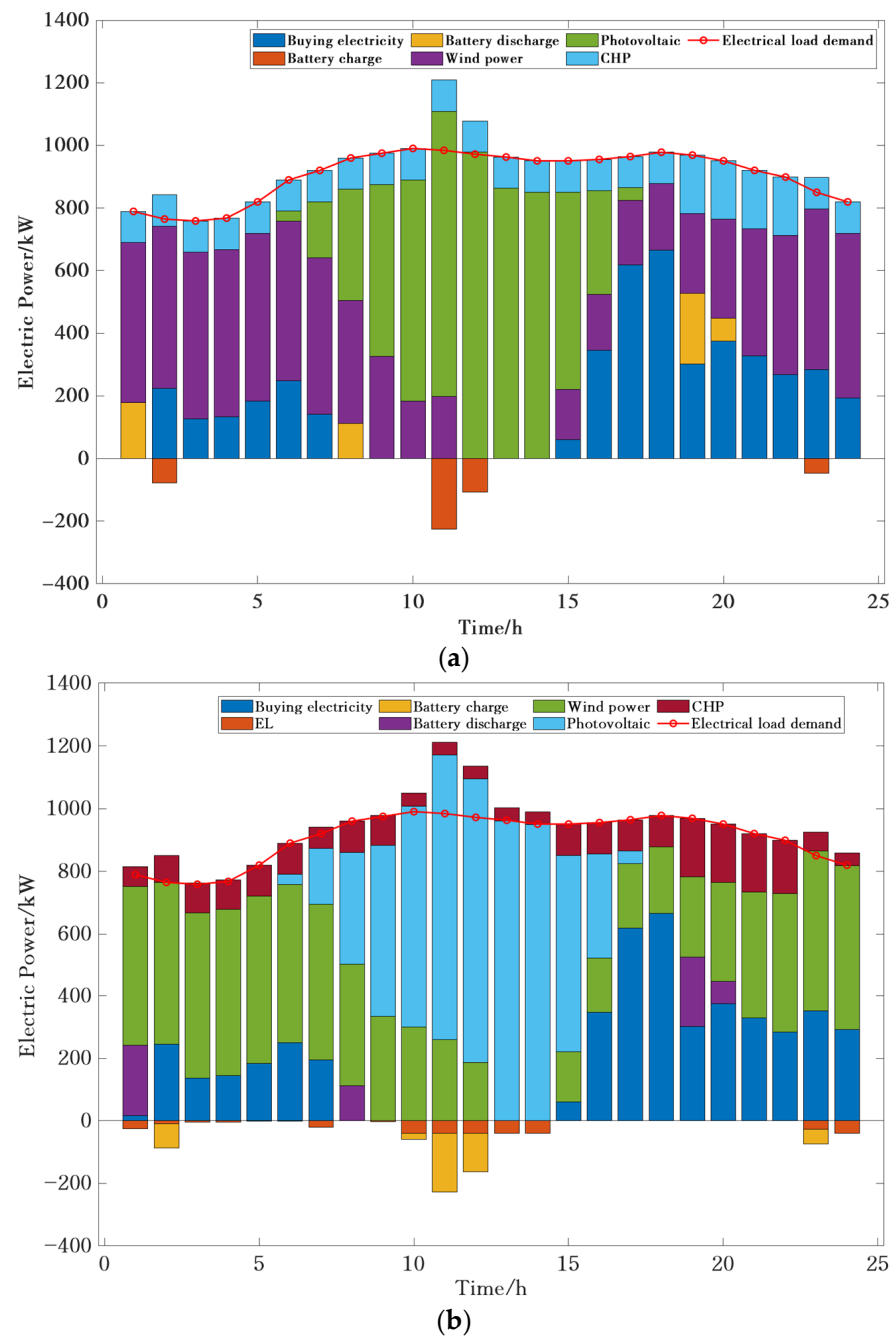 1400
Buying electricity Battery discharge Photovoltaic Electrical load demand
Battery charge Wind power CHP
1200
1000
800
600
400
200
0
−200
−400
Electric Power/kW
0 5 10 15 20 25
Time/h
(a)
1400
Buying electricity Battery charge Wind power CHP
EL Battery discharge Photovoltaic Electrical load demand
1200
1000
800
600
400
200
0
−200
−400
Electric Power/kW
0 5 10 15 20 25
Time/h
(b)